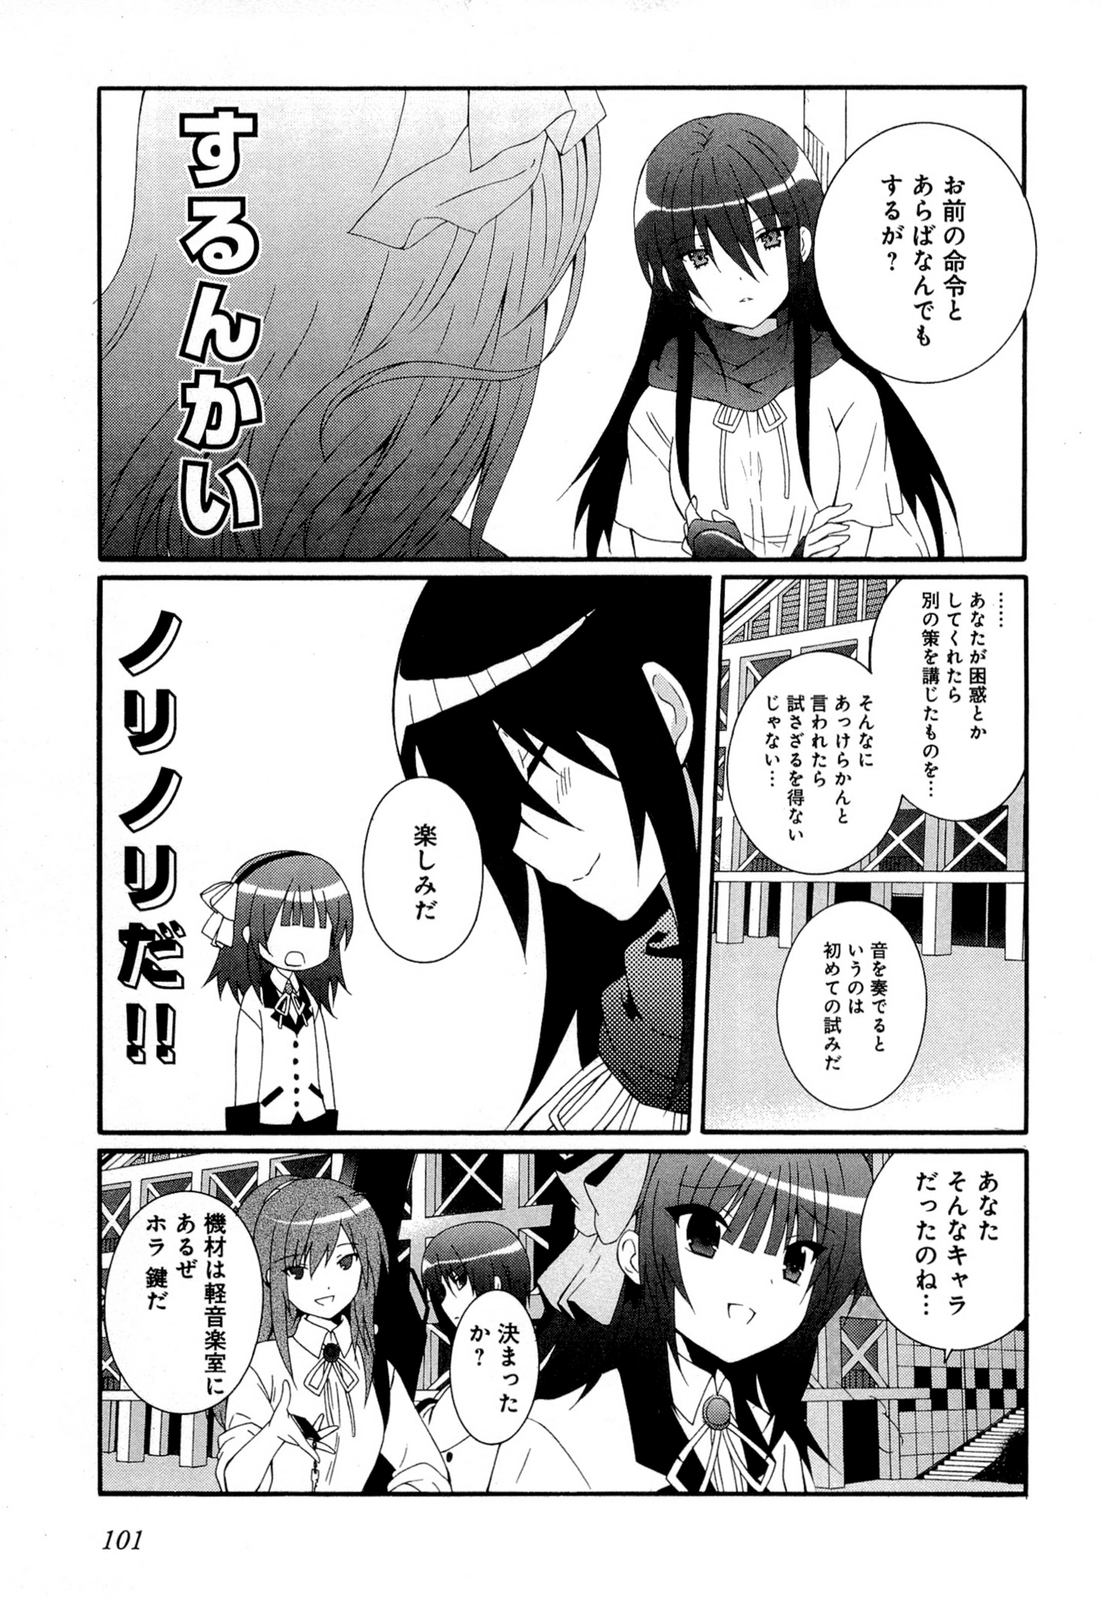 お前の命令と
あらばなんでも
するが?
するんかい
……
あなたが困惑とか
してくれたら
別の策を講じたものを…
そんなに
あっけらかんと
言われたら
試さざるを得ない
じゃない…
音を奏でると
いうのは
初めての試みだ
楽しみだ
ノリノリだ!!
あなた
そんなキャラ
だったのね…
決まった
か?
機材は軽音楽室に
あるぜ
ホラ 鍵だ
101